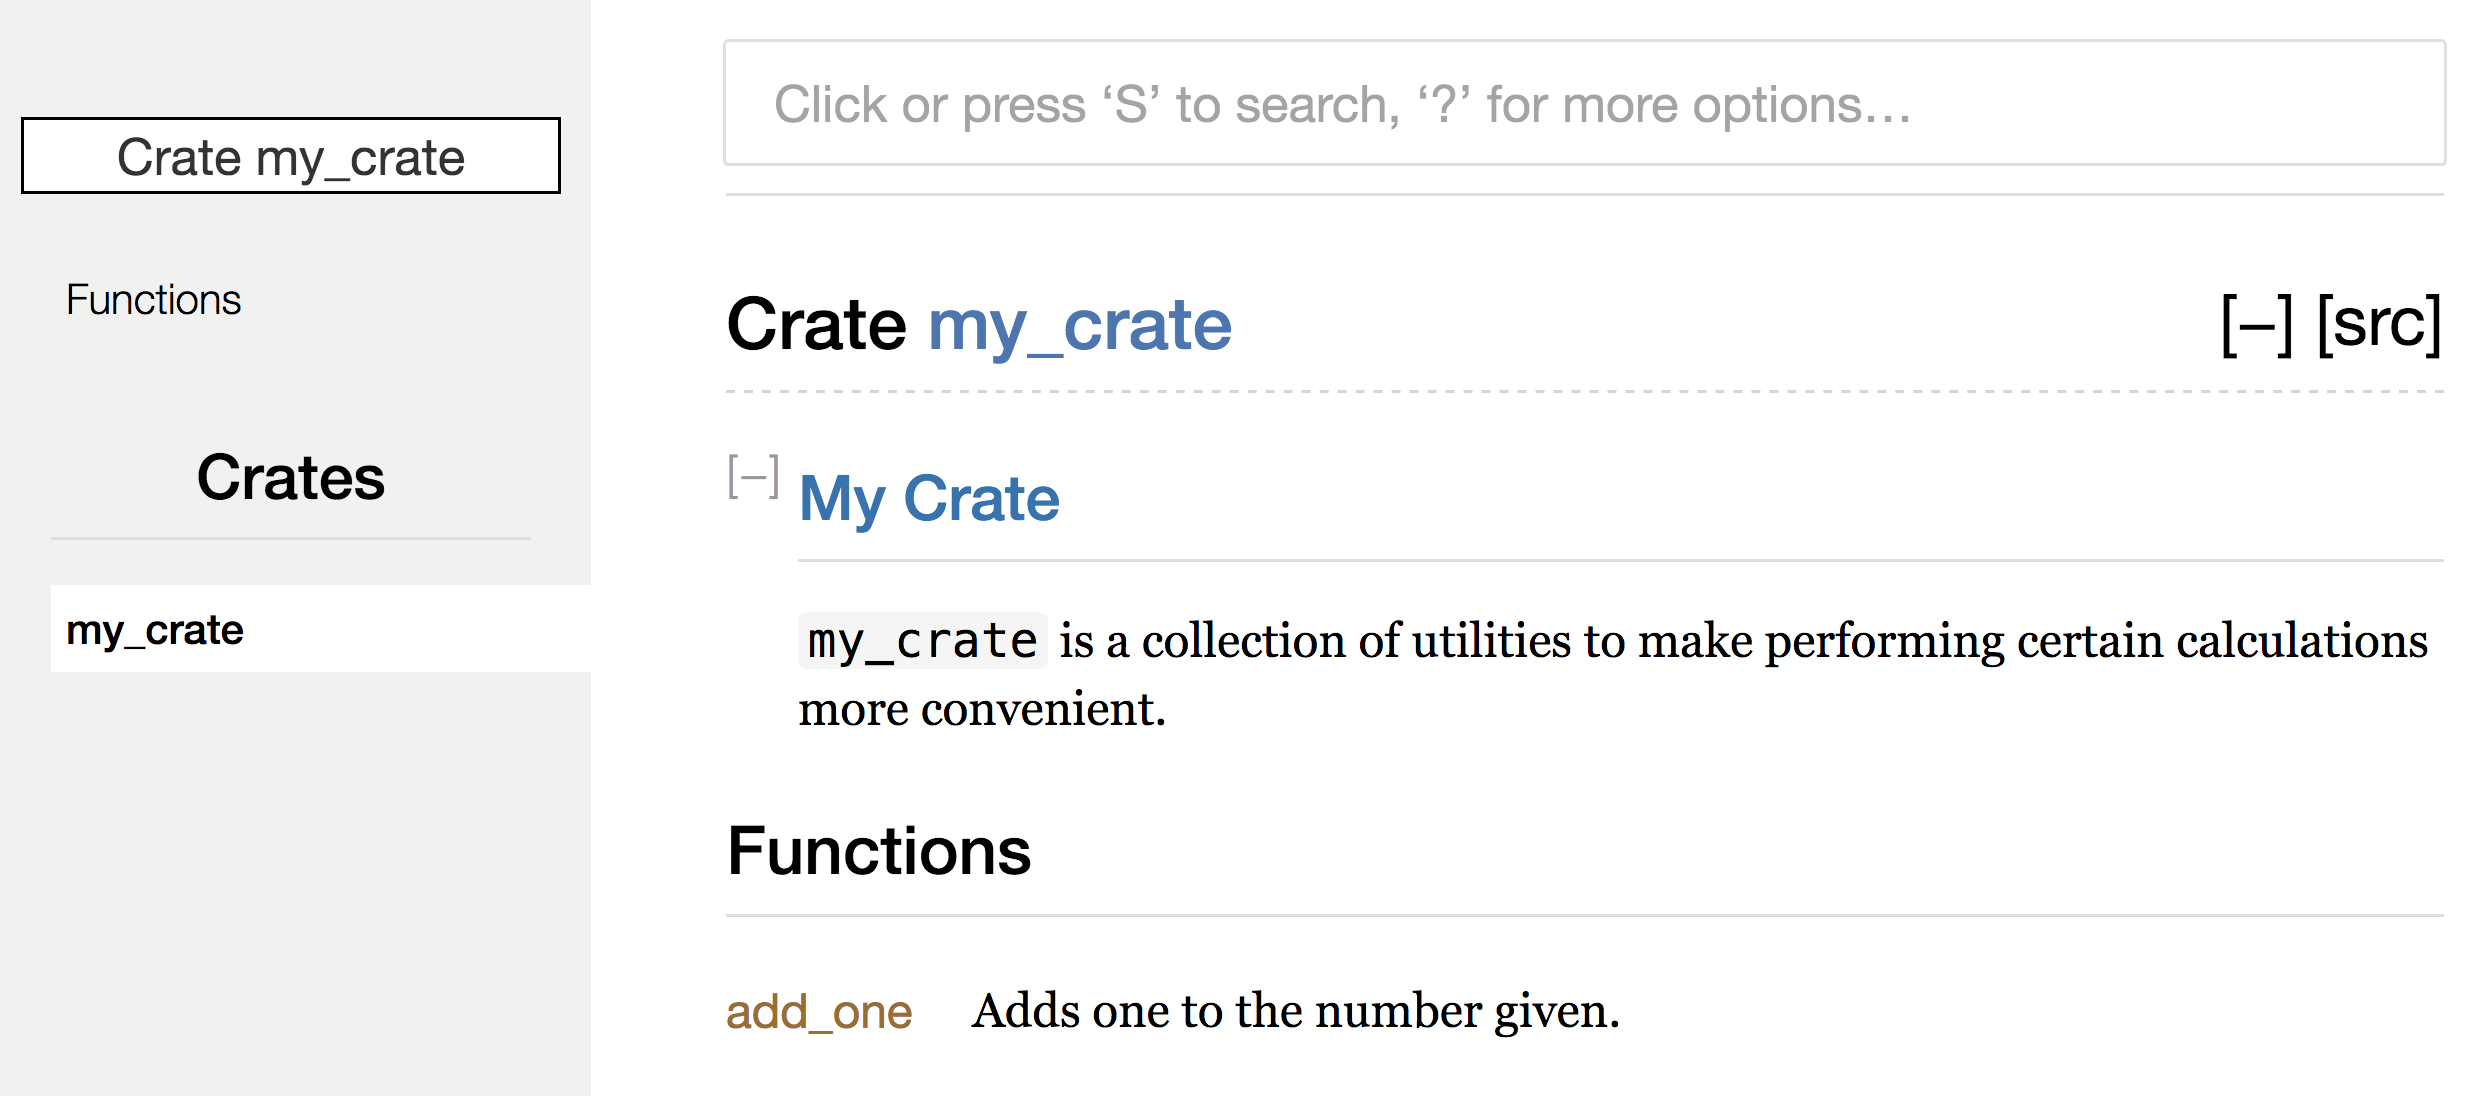 Crate my_crate
Functions
Crates
my_crate
Click or press ‘S’ to search, ‘?’ for more options…
Crate my_crate [−] [src]
[−] My Crate
my_crate is a collection of utilities to make performing certain calculations
more convenient.
Functions
add_one Adds one to the number given.